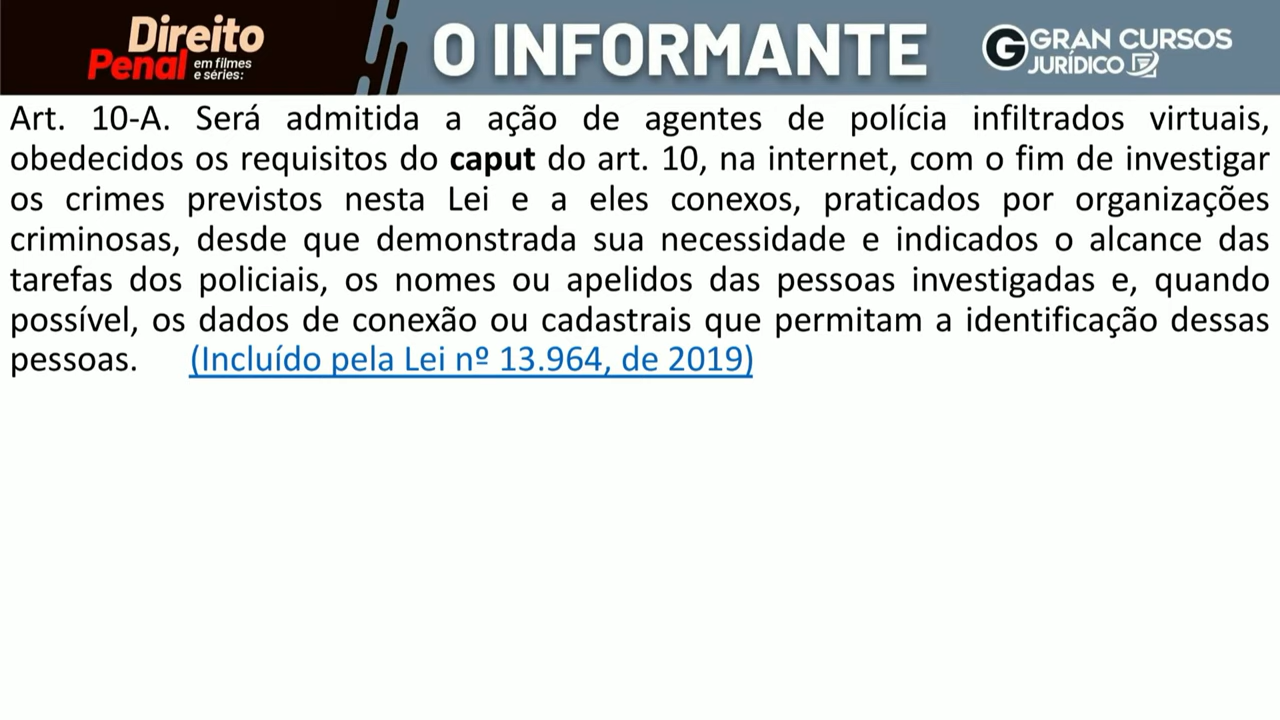 Direito
Penal em filmes
e séries:
O INFORMANTE
G GRAN CURSOS
JURÍDICO
Art. 10-A. Será admitida a ação de agentes de polícia infiltrados virtuais,
obedecidos os requisitos do caput do art. 10, na internet, com o fim de investigar
os crimes previstos nesta Lei e a eles conexos, praticados por organizações
criminosas, desde que demonstrada sua necessidade e indicados o alcance das
tarefas dos policiais, os nomes ou apelidos das pessoas investigadas e, quando
possível, os dados de conexão ou cadastrais que permitam a identificação dessas
pessoas. (Incluído pela Lei nº 13.964, de 2019)